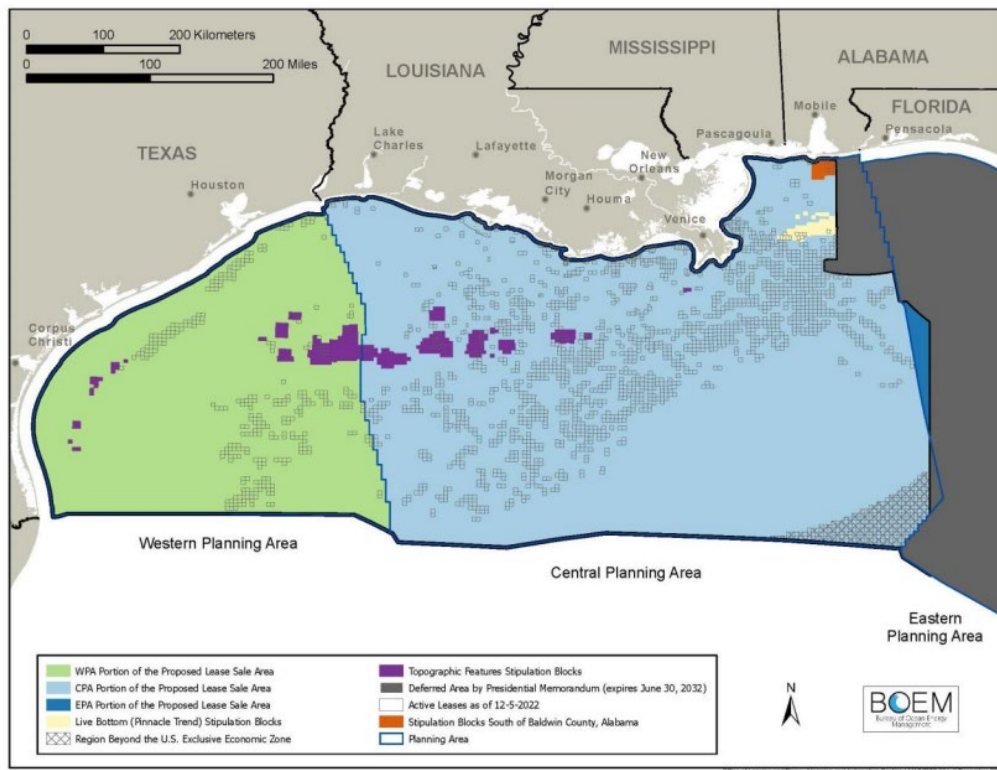 0 100 200 Kilometers
0 100 200 Miles
MISSISSIPPI
ALABAMA
LOUISIANA
FLORIDA
TEXAS
Mobile
Pensacola
Pascagoula
Lake
Charles
Lafayette
New
Orleans
Houston
Morgan
City
Houma
Venice
Corpus
Christi
Western Planning Area
Central Planning Area
Eastern
Planning Area
WPA Portion of the Proposed Lease Sale Area
CPA Portion of the Proposed Lease Sale Area
EPA Portion of the Proposed Lease Sale Area
Live Bottom (Pinnacle Trend) Stipulation Blocks
Region Beyond the U.S. Exclusive Economic Zone
Topographic Features Stipulation Blocks
Deferred Area by Presidential Memorandum (expires June 30, 2032)
Active Leases as of 12-5-2022
Stipulation Blocks South of Baldwin County, Alabama
Planning Area
N
BOEM
Bureau of Ocean Energy
Management